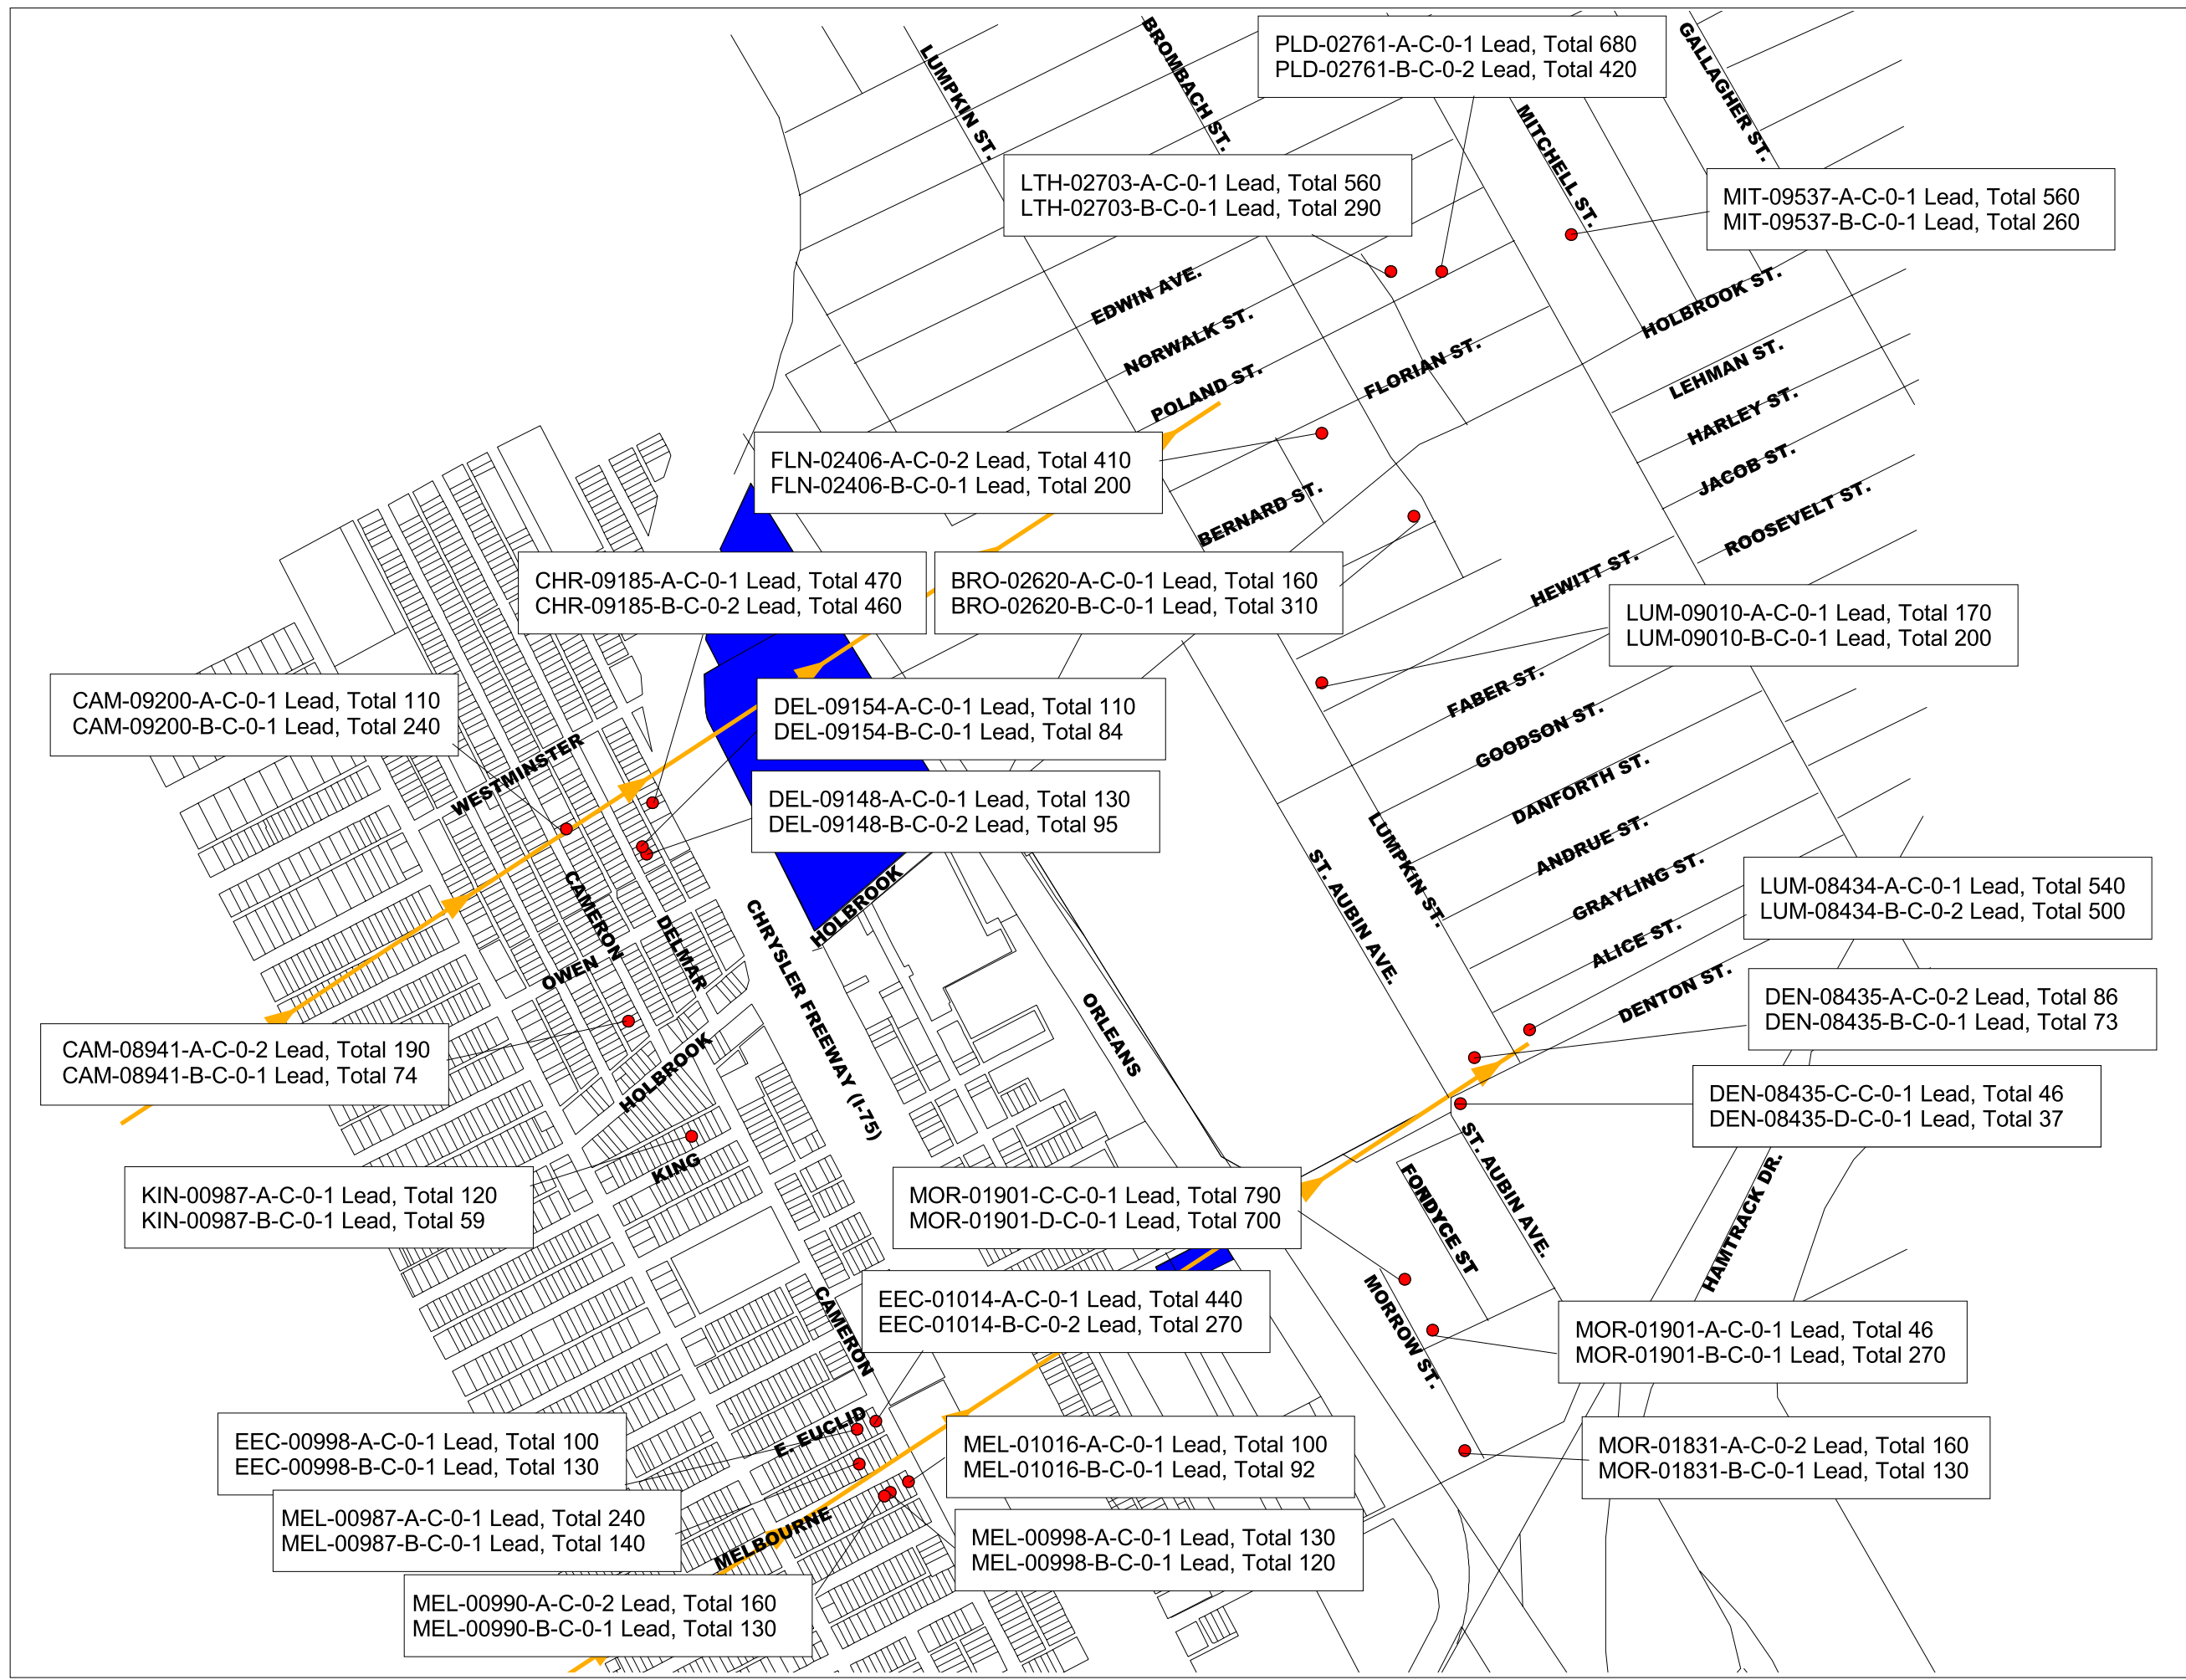 LUMPKIN ST.
BROMBACH ST.
PLD-02761-A-C-0-1 Lead, Total 680
PLD-02761-B-C-0-2 Lead, Total 420
GALLAGHER ST.
MITCHELL ST.
LTH-02703-A-C-0-1 Lead, Total 560
LTH-02703-B-C-0-1 Lead, Total 290
MIT-09537-A-C-0-1 Lead, Total 560
MIT-09537-B-C-0-1 Lead, Total 260
EDWIN AVE.
NORWALK ST.
POLAND ST.
FLORIAN ST.
HOLBROOK ST.
LEHMAN ST.
HARLEY ST.
JACOB ST.
ROOSEVELT ST.
FLN-02406-A-C-0-2 Lead, Total 410
FLN-02406-B-C-0-1 Lead, Total 200
BERNARD ST.
HEWITT ST.
CHR-09185-A-C-0-1 Lead, Total 470
CHR-09185-B-C-0-2 Lead, Total 460
BRO-02620-A-C-0-1 Lead, Total 160
BRO-02620-B-C-0-1 Lead, Total 310
LUM-09010-A-C-0-1 Lead, Total 170
LUM-09010-B-C-0-1 Lead, Total 200
CAM-09200-A-C-0-1 Lead, Total 110
CAM-09200-B-C-0-1 Lead, Total 240
DEL-09154-A-C-0-1 Lead, Total 110
DEL-09154-B-C-0-1 Lead, Total 84
FABER ST.
GOODSON ST.
WESTMINSTER
DEL-09148-A-C-0-1 Lead, Total 130
DEL-09148-B-C-0-2 Lead, Total 95
DANFORTH ST.
ANDRUE ST.
GRAYLING ST.
LUMPKIN ST.
ST. AUBIN AVE.
CAMERON
DELMAR
OWEN
HOLBROOK
CHRYSLER FREEWAY (I-75)
LUM-08434-A-C-0-1 Lead, Total 540
LUM-08434-B-C-0-2 Lead, Total 500
ALICE ST.
DENTON ST.
ORLEANS
DEN-08435-A-C-0-2 Lead, Total 86
DEN-08435-B-C-0-1 Lead, Total 73
CAM-08941-A-C-0-2 Lead, Total 190
CAM-08941-B-C-0-1 Lead, Total 74
HOLBROOK
DEN-08435-C-C-0-1 Lead, Total 46
DEN-08435-D-C-0-1 Lead, Total 37
KING
KIN-00987-A-C-0-1 Lead, Total 120
KIN-00987-B-C-0-1 Lead, Total 59
MOR-01901-C-C-0-1 Lead, Total 790
MOR-01901-D-C-0-1 Lead, Total 700
FORDYCE ST
ST. AUBIN AVE.
HAMTRACK DR.
CAMERON
EEC-01014-A-C-0-1 Lead, Total 440
EEC-01014-B-C-0-2 Lead, Total 270
MORROW ST.
MOR-01901-A-C-0-1 Lead, Total 46
MOR-01901-B-C-0-1 Lead, Total 270
E. EUCLID
EEC-00998-A-C-0-1 Lead, Total 100
EEC-00998-B-C-0-1 Lead, Total 130
MEL-01016-A-C-0-1 Lead, Total 100
MEL-01016-B-C-0-1 Lead, Total 92
MOR-01831-A-C-0-2 Lead, Total 160
MOR-01831-B-C-0-1 Lead, Total 130
MEL-00987-A-C-0-1 Lead, Total 240
MEL-00987-B-C-0-1 Lead, Total 140
MELBOURNE
MEL-00998-A-C-0-1 Lead, Total 130
MEL-00998-B-C-0-1 Lead, Total 120
MEL-00990-A-C-0-2 Lead, Total 160
MEL-00990-B-C-0-1 Lead, Total 130